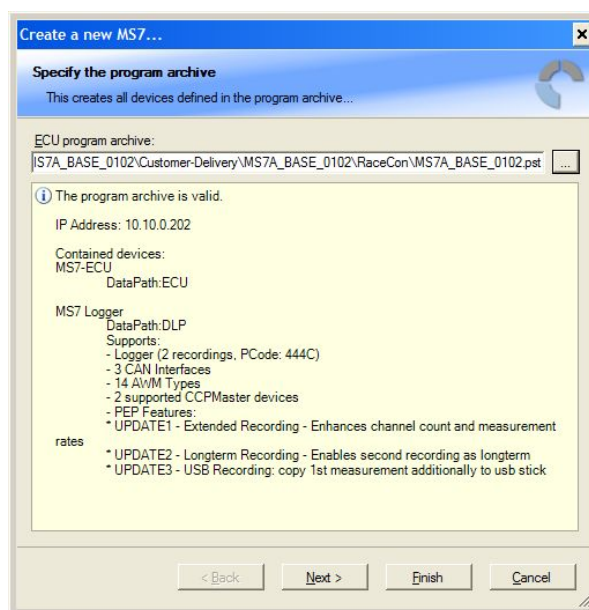 Create a new MS7...
Specify the program archive
This creates all devices defined in the program archive...
ECU program archive:
IS7A_BASE_0102\Customer-Delivery\MS7A_BASE_0102\RaceCon\MS7A_BASE_0102.pst
...
The program archive is valid.
IP Address: 10.10.0.202
Contained devices:
MS7-ECU
DataPath:ECU
MS7 Logger
DataPath:DLP
Supports:
- Logger (2 recordings, PCode: 444C)
- 3 CAN Interfaces
- 14 AWM Types
- 2 supported CCPMaster devices
- PEP Features:
* UPDATE1 - Extended Recording - Enhances channel count and measurement
rates
* UPDATE2 - Longterm Recording - Enables second recording as longterm
* UPDATE3 - USB Recording: copy 1st measurement additionally to usb stick
< Back
Next >
Finish
Cancel